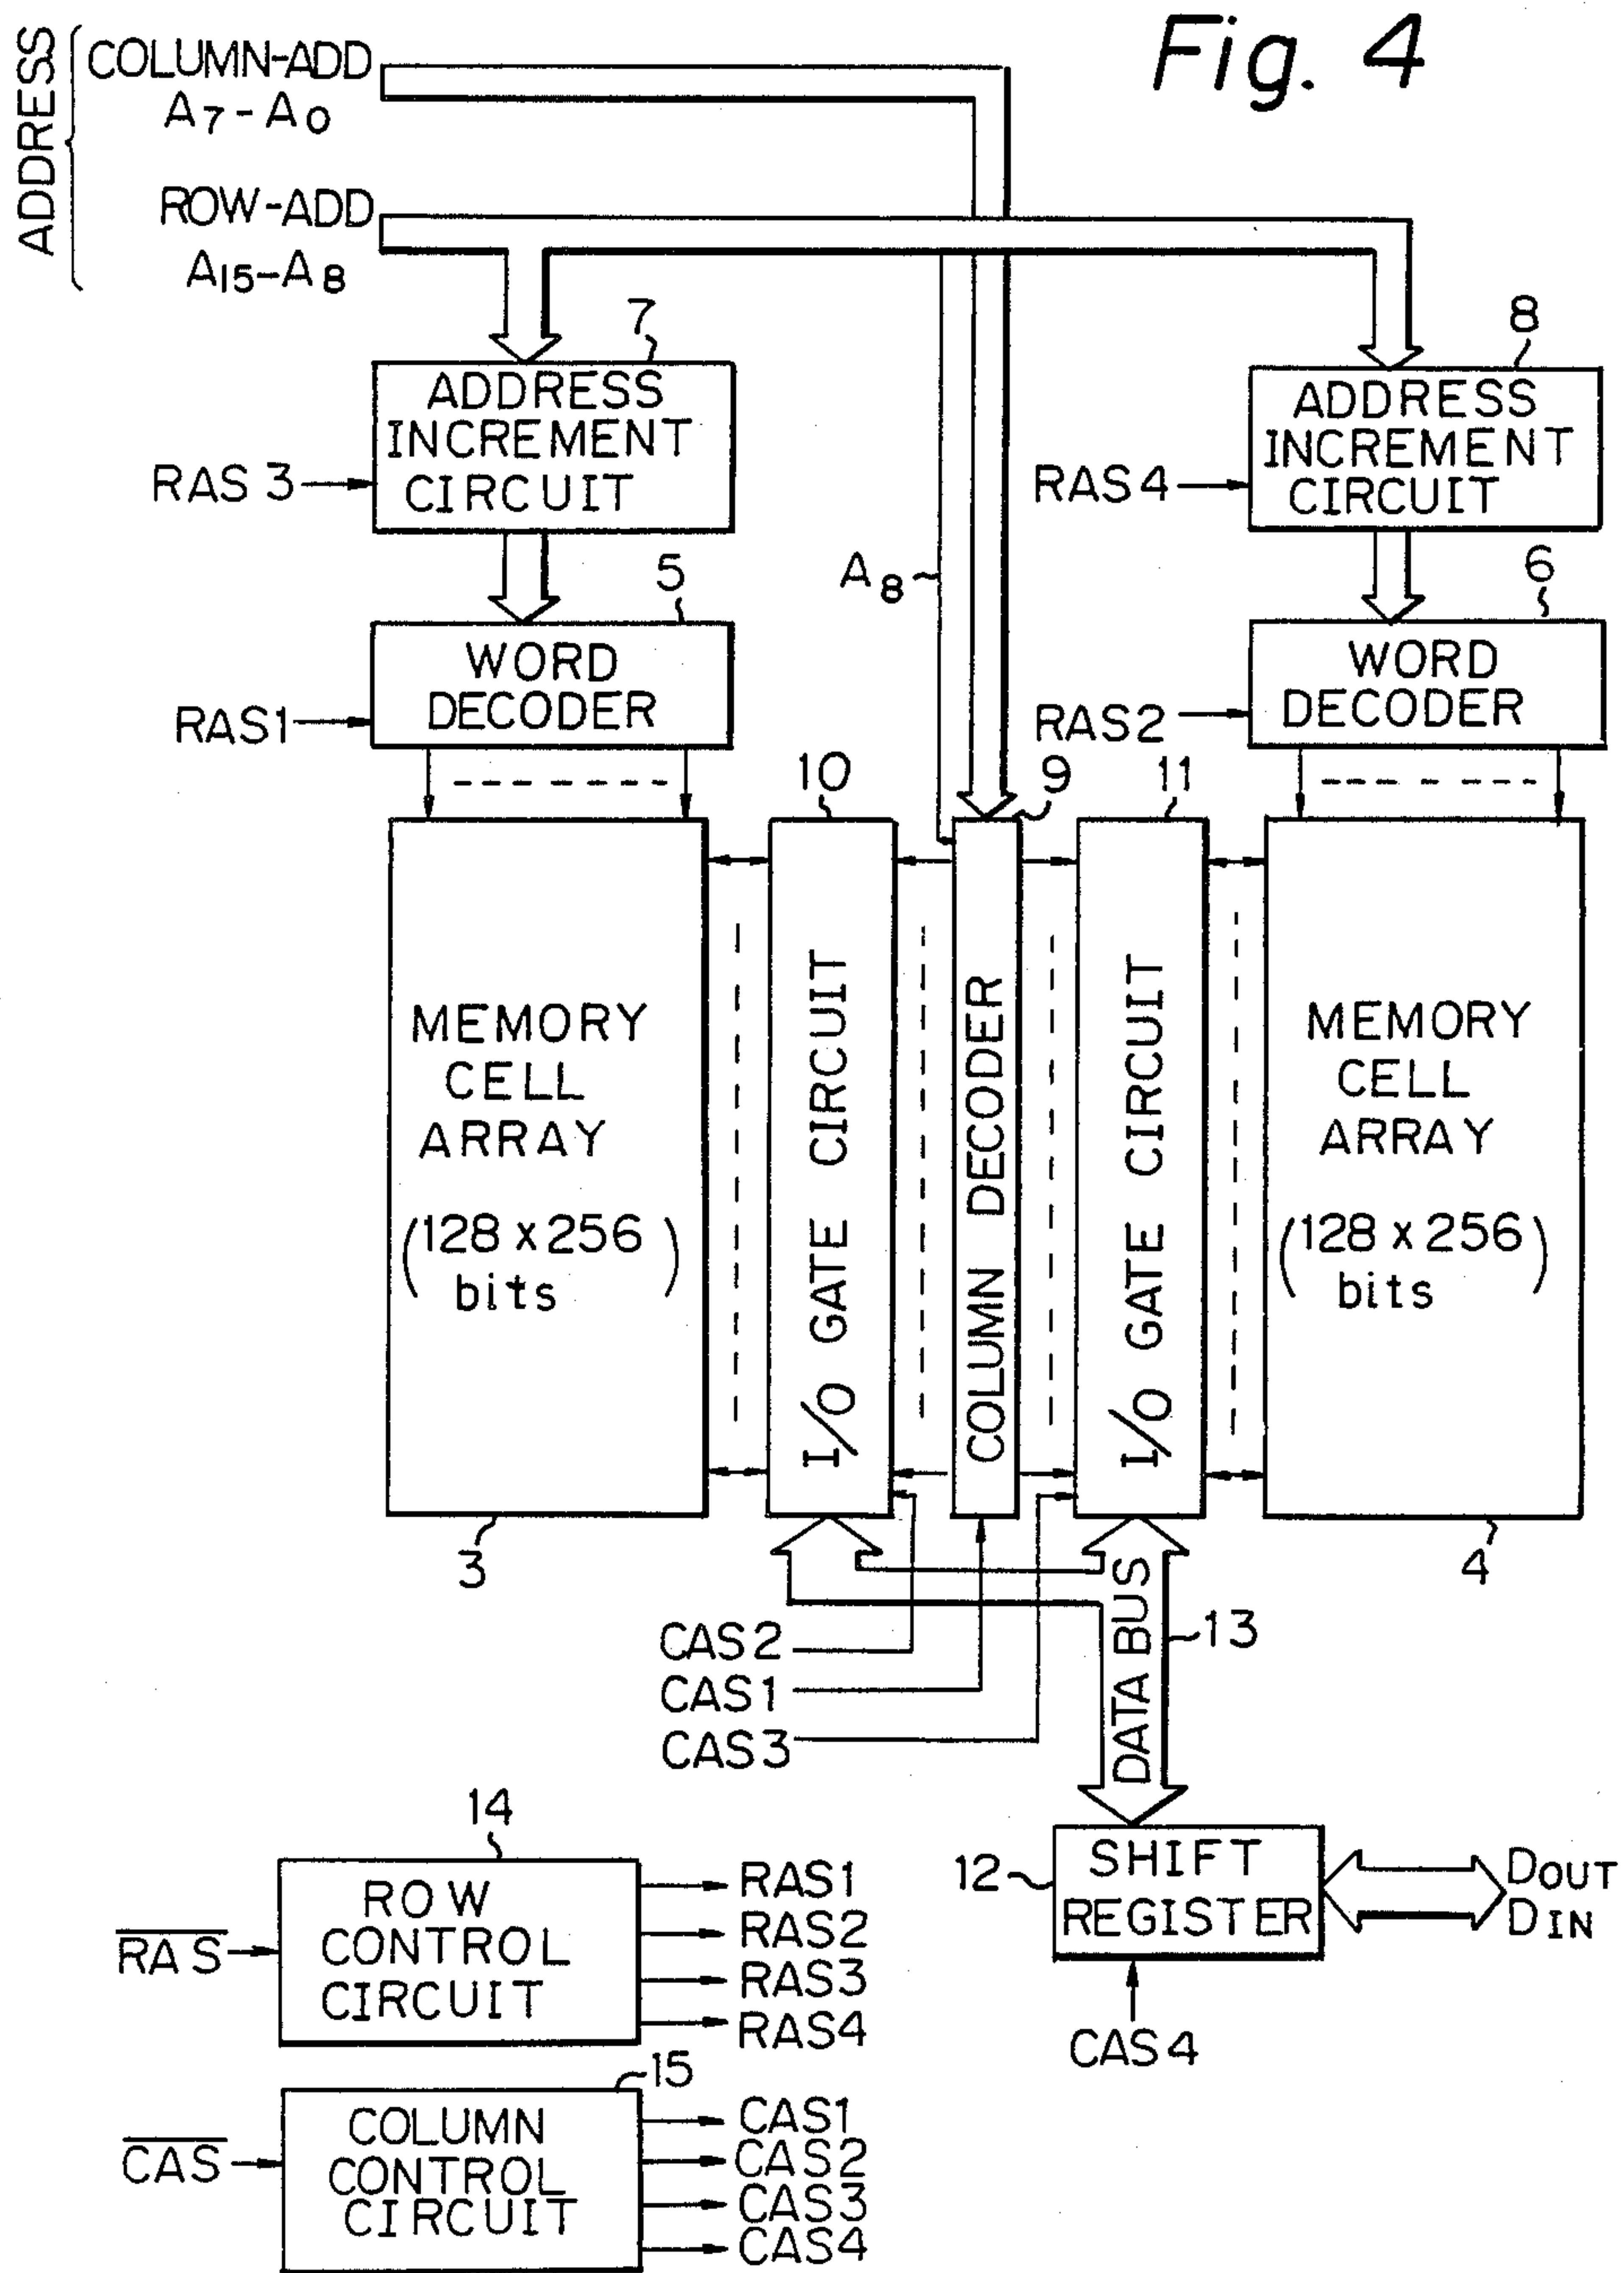 Fig. 4
ADDRESS
COLUMN-ADD
A7-A0
ROW-ADD
A15-A8
7
ADDRESS
INCREMENT
CIRCUIT
RAS 3
8
ADDRESS
INCREMENT
CIRCUIT
RAS4
A8
5
WORD
DECODER
RAS1
6
WORD
DECODER
RAS2
10
9
11
MEMORY
CELL
ARRAY
(128 x 256)
bits
3
I/O GATE CIRCUIT
COLUMN DECODER
I/O GATE CIRCUIT
MEMORY
CELL
ARRAY
(128 x 256)
bits
4
CAS2
CAS1
CAS3
DATA BUS
13
12
SHIFT
REGISTER
DOUT
DIN
CAS4
14
ROW
CONTROL
CIRCUIT
RAS
RAS1
RAS2
RAS3
RAS4
15
COLUMN
CONTROL
CIRCUIT
CAS
CAS1
CAS2
CAS3
CAS4